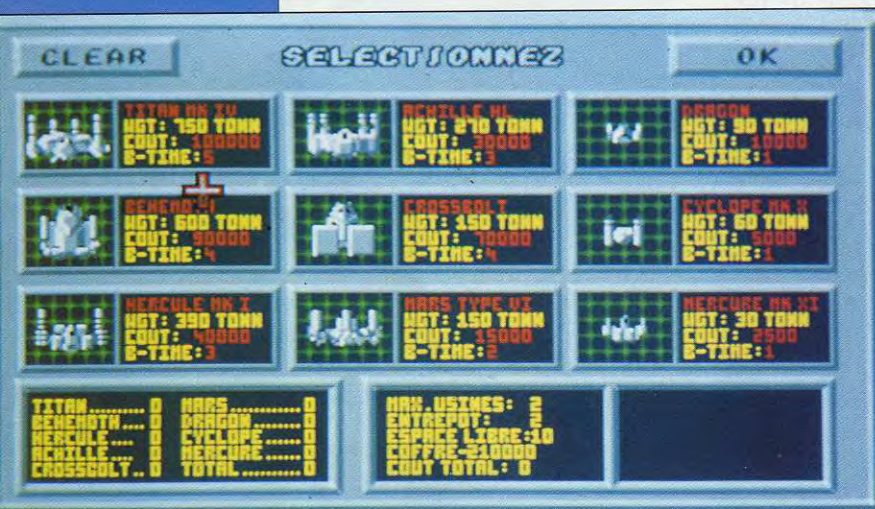 CLEAR
SELECTIONNEZ
OK
TITAN MK IV
WGT: 750 TONN
COUT: 100000
B-TIME:5
ACHILLE HL
WGT: 270 TONN
COUT: 30000
B-TIME:3
DRAGON
WGT: 90 TONN
COUT: 10000
B-TIME:1
BEHEMOTH
WGT: 600 TONN
COUT: 90000
B-TIME:4
CROSSBOLT
WGT: 150 TONN
COUT: 70000
B-TIME:4
CYCLOPE MK X
WGT: 60 TONN
COUT: 5000
B-TIME:1
HERCULE MK I
WGT: 390 TONN
COUT: 40000
B-TIME:3
MARS TYPE VI
WGT: 150 TONN
COUT: 15000
B-TIME:2
MERCURE MK XI
WGT: 30 TONN
COUT: 2500
B-TIME:1
TITAN......... 0
BEHEMOTH.... 0
HERCULE.... 0
ACHILLE.... 0
CROSSBOLT.. 0
MARS...........0
DRAGON.......0
CYCLOPE.....0
MERCURE.....0
TOTAL..........0
MAX.USINES: 2
ENTREPOT: 2
ESPACE LIBRE:10
COFFRE-210000
COUT TOTAL: 0